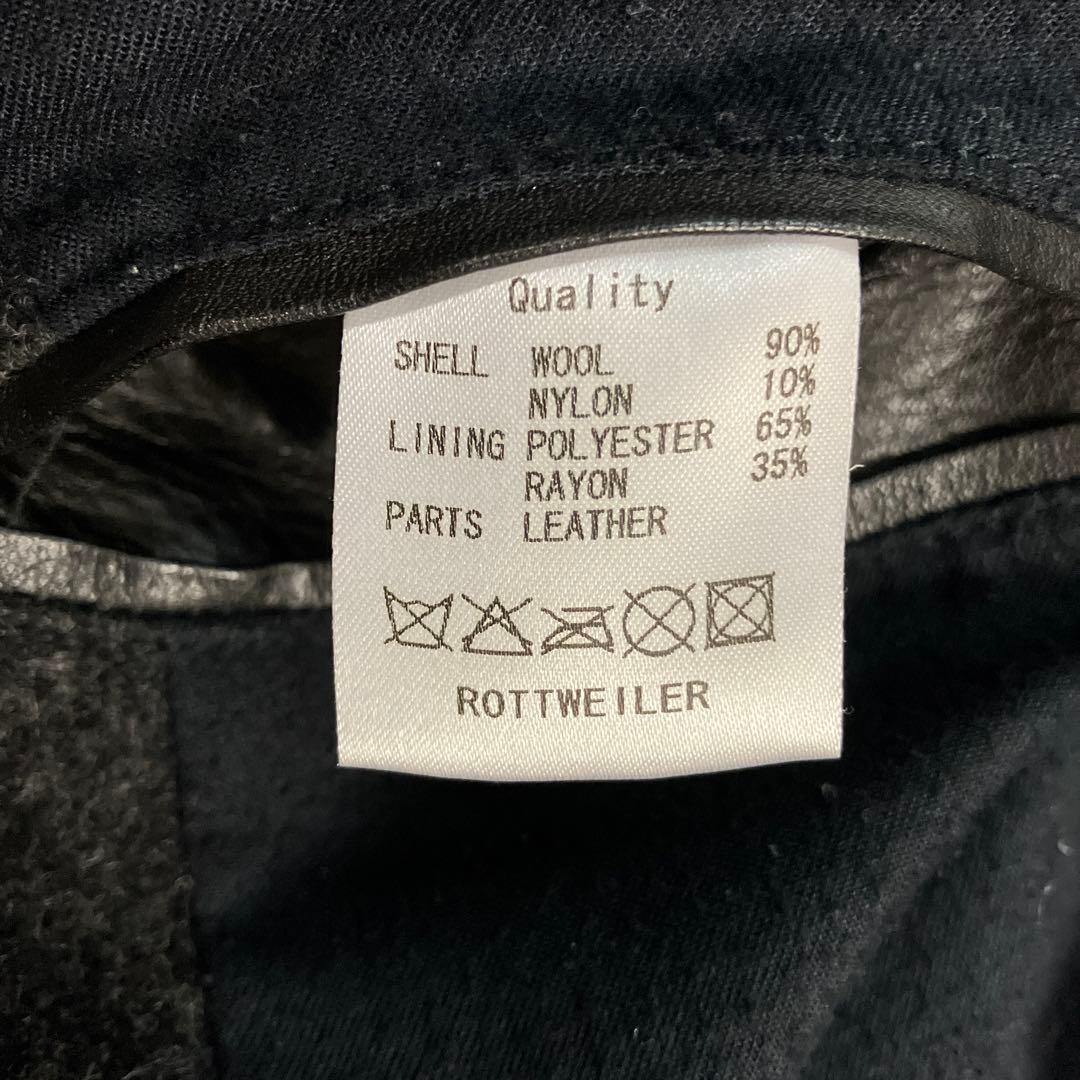 Quality
SHELL WOOL 90%
NYLON 10%
LINING POLYESTER 65%
RAYON 35%
PARTS LEATHER
ROTTWEILER